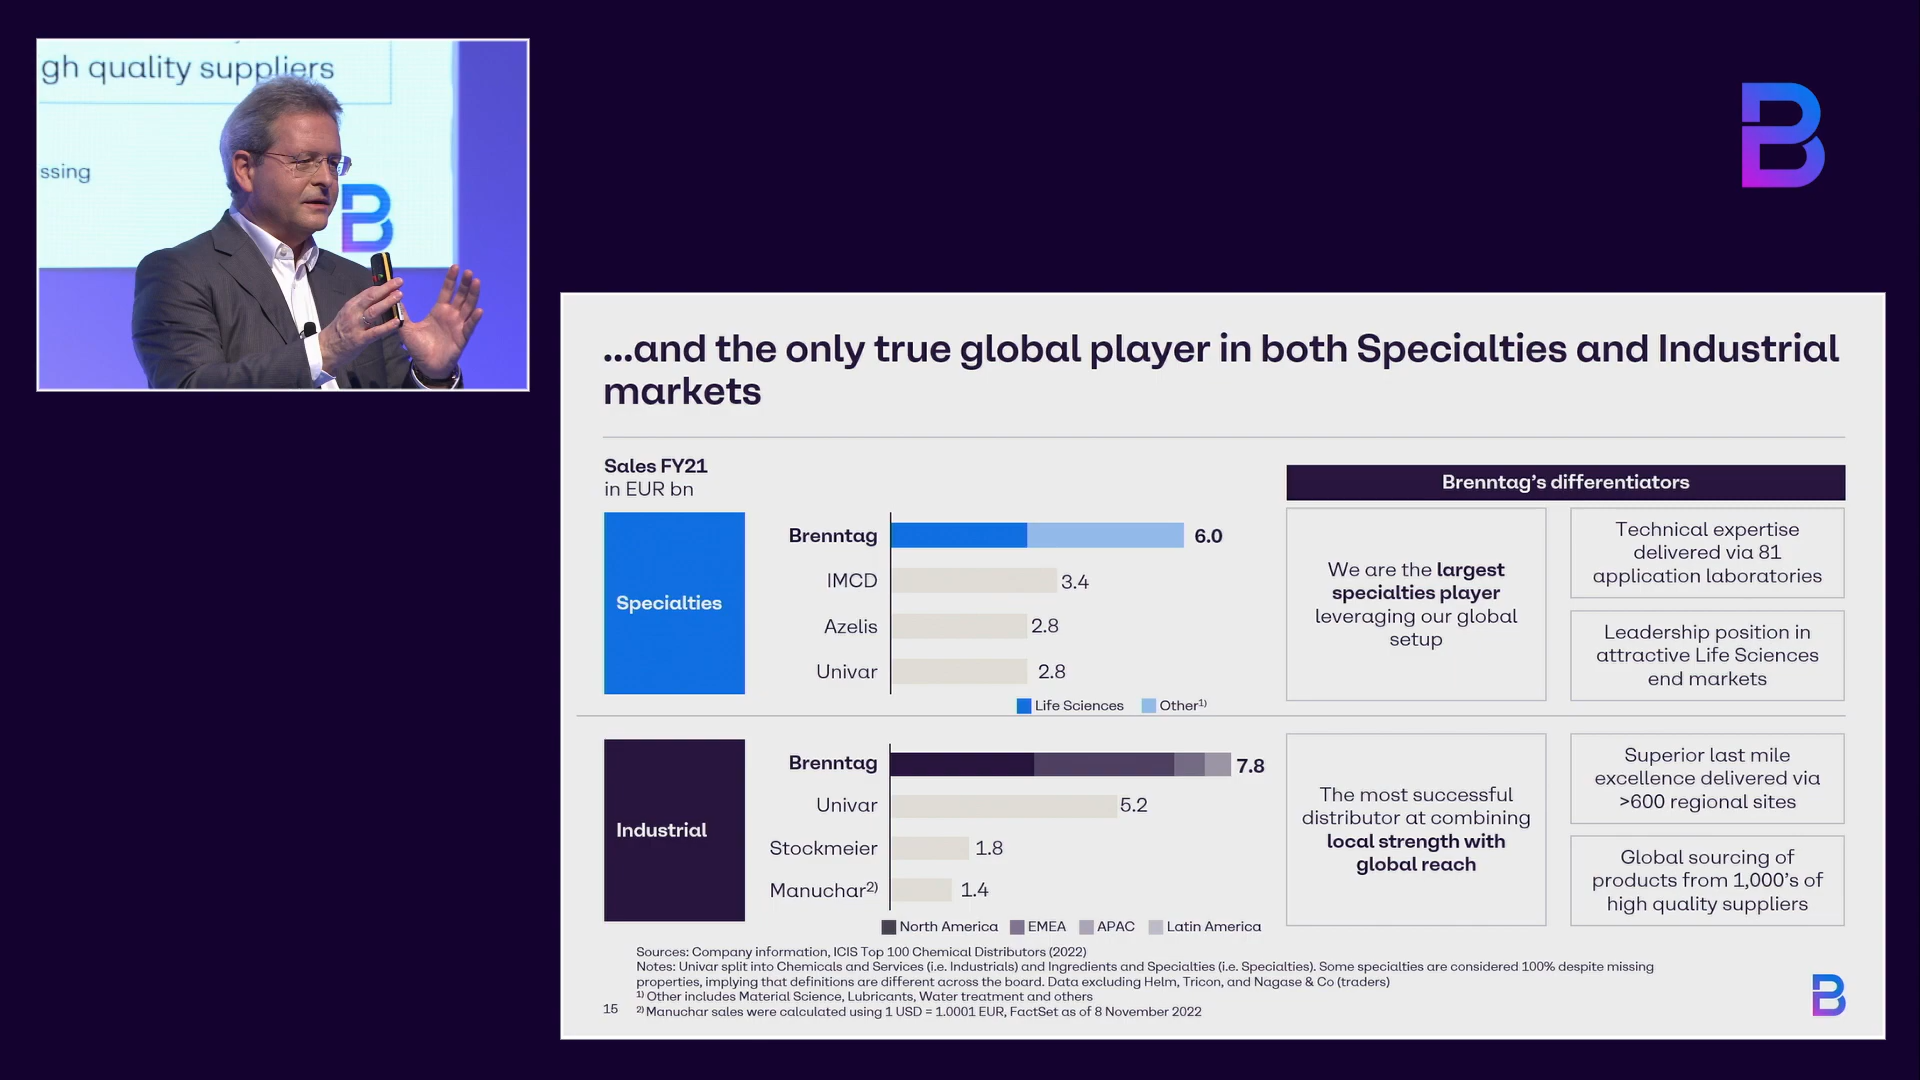 gh quality suppliers
ssing
B
B
...and the only true global player in both Specialties and Industrial
markets
Sales FY21
in EUR bn
Specialties
Brenntag 6.0
IMCD 3.4
Azelis 2.8
Univar 2.8
Life Sciences Other¹⁾
Industrial
Brenntag 7.8
Univar 5.2
Stockmeier 1.8
Manuchar²⁾ 1.4
North America EMEA APAC Latin America
Brenntag's differentiators
We are the largest
specialties player
leveraging our global
setup
Technical expertise
delivered via 81
application laboratories
Leadership position in
attractive Life Sciences
end markets
The most successful
distributor at combining
local strength with
global reach
Superior last mile
excellence delivered via
>600 regional sites
Global sourcing of
products from 1,000's of
high quality suppliers
Sources: Company information, ICIS Top 100 Chemical Distributors (2022)
Notes: Univar split into Chemicals and Services (i.e. Industrials) and Ingredients and Specialties (i.e. Specialties). Some specialties are considered 100% despite missing
properties, implying that definitions are different across the board. Data excluding Helm, Tricon, and Nagase & Co (traders)
¹⁾ Other includes Material Science, Lubricants, Water treatment and others
15 ²⁾ Manuchar sales were calculated using 1 USD = 1.0001 EUR, FactSet as of 8 November 2022
B